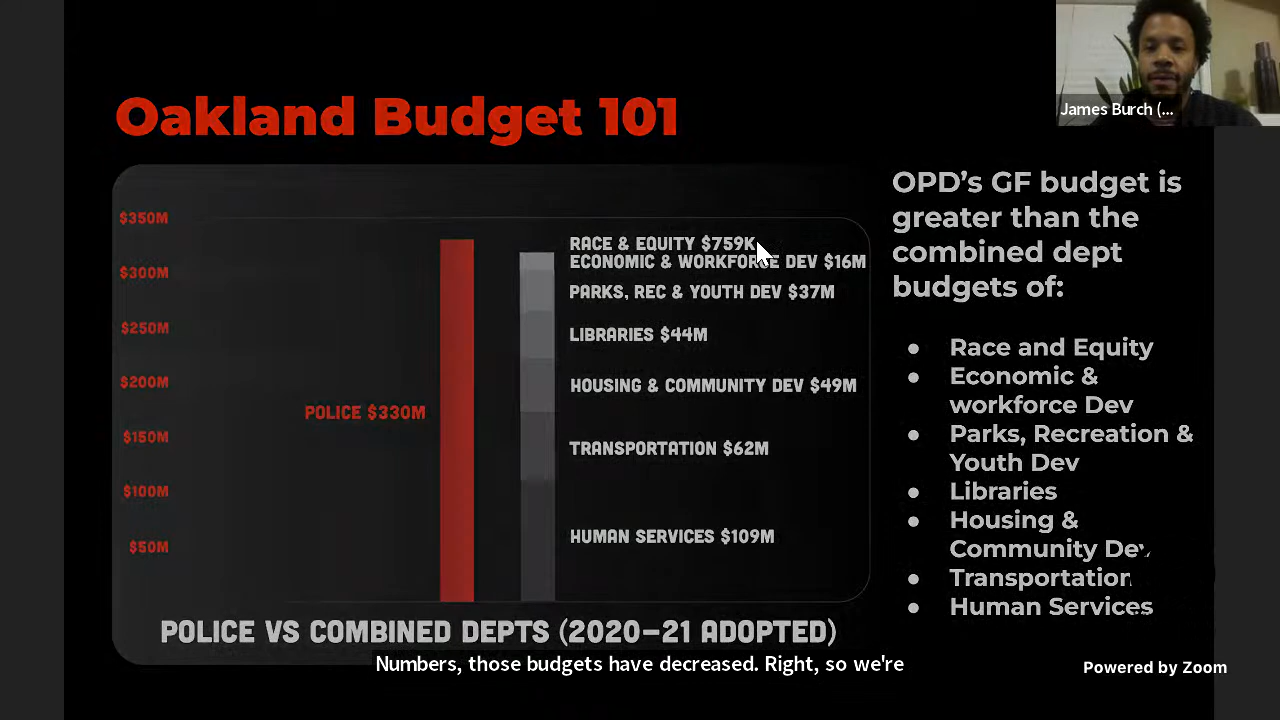 James Burch (...
Oakland Budget 101
$350M
$300M
$250M
$200M
$150M
$100M
$50M
POLICE $330M
RACE & EQUITY $759K
ECONOMIC & WORKFORCE DEV $16M
PARKS, REC & YOUTH DEV $37M
LIBRARIES $44M
HOUSING & COMMUNITY DEV $49M
TRANSPORTATION $62M
HUMAN SERVICES $109M
POLICE VS COMBINED DEPTS (2020-21 ADOPTED)
OPD's GF budget is
greater than the
combined dept
budgets of:
● Race and Equity
● Economic &
workforce Dev
● Parks, Recreation &
Youth Dev
● Libraries
● Housing &
Community Dev
● Transportation
● Human Services
Numbers, those budgets have decreased. Right, so we're
Powered by Zoom